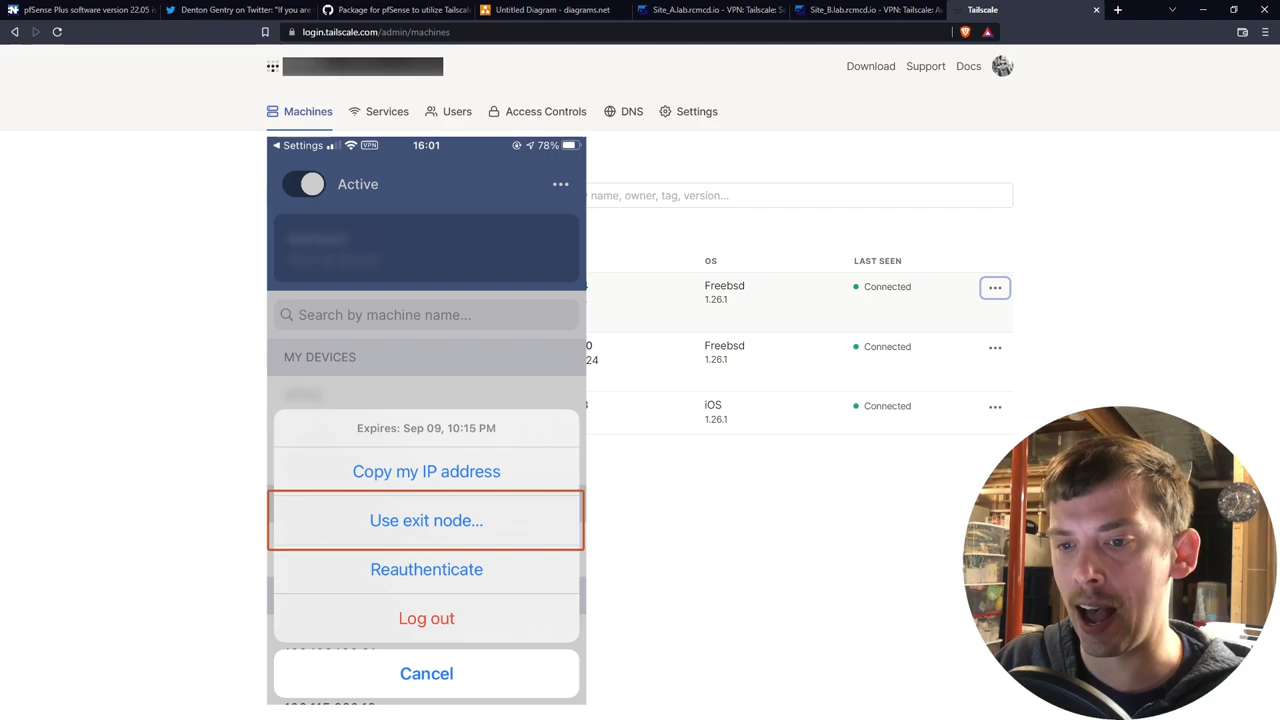 pfSense Plus software version 22.05 is
Denton Gentry on Twitter: "If you are
Package for pfSense to utilize Tailsca
Untitled Diagram - diagrams.net
Site_A.lab.rcmcd.io - VPN: Tailscale: S
Site_B.lab.rcmcd.io - VPN: Tailscale: A
Tailscale
login.tailscale.com/admin/machines
Download Support Docs
Machines Services Users Access Controls DNS Settings
Settings VPN 16:01 78%
Active
name, owner, tag, version...
OS LAST SEEN
Freebsd Connected
1.26.1
Search by machine name...
Freebsd Connected
24 1.26.1
MY DEVICES
iOS Connected
1.26.1
Expires: Sep 09, 10:15 PM
Copy my IP address
Use exit node...
Reauthenticate
Log out
Cancel